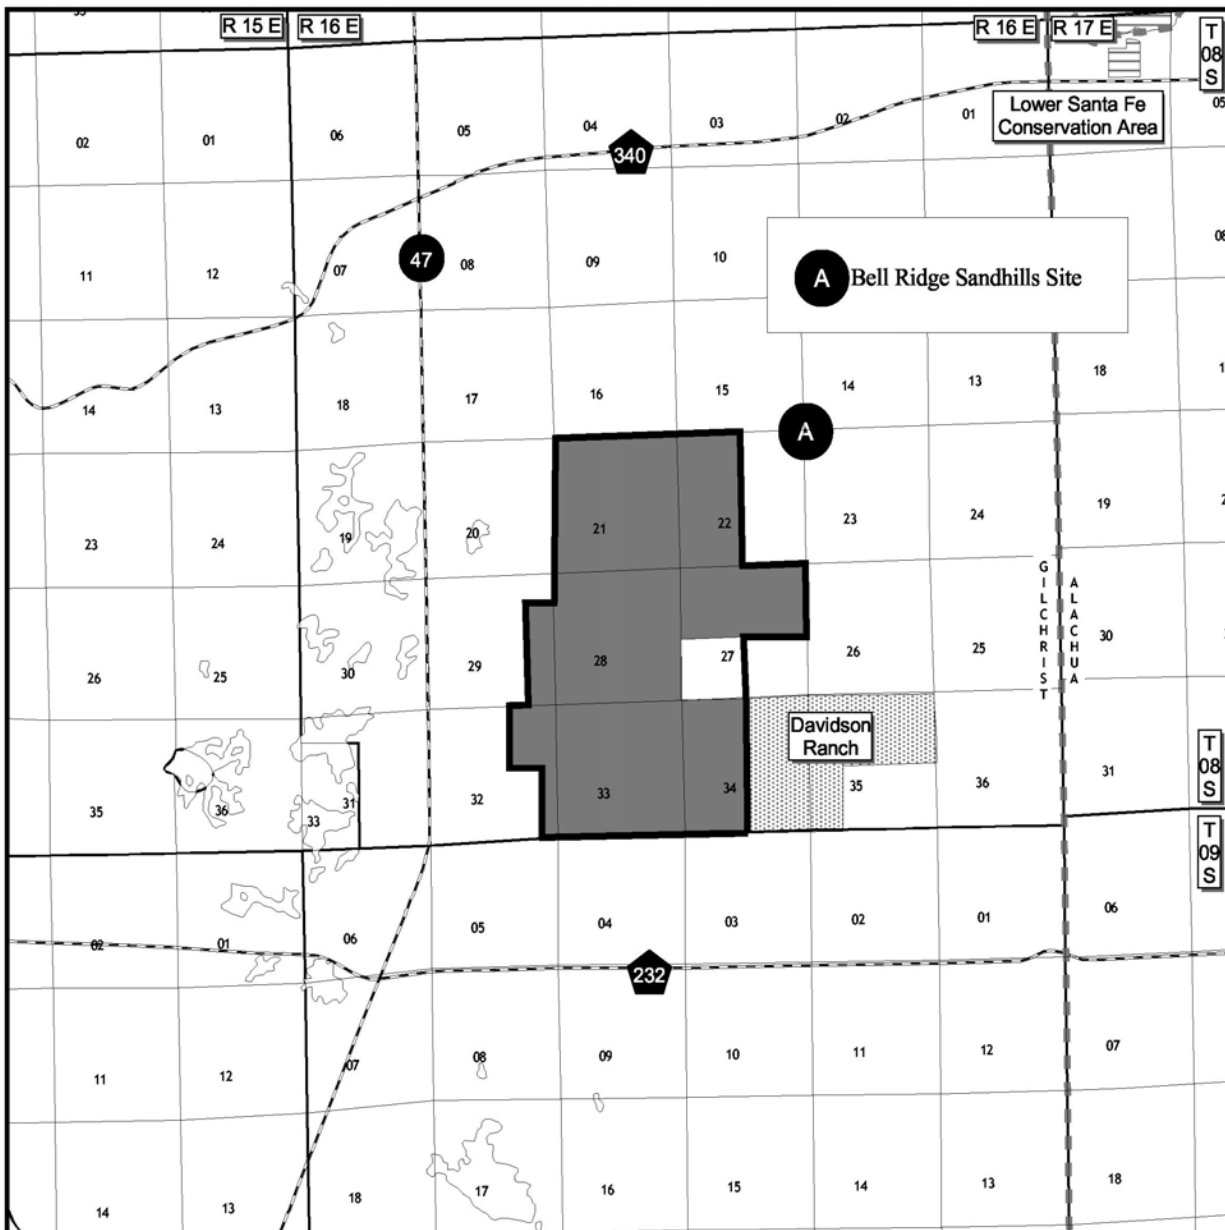 R 15 E R 16 E R 16 E R 17 E
T
08
S
Lower Santa Fe
Conservation Area
02 01 06 05 04 03 02 01 05
340
11 12 07 47 08 09 10 08
A Bell Ridge Sandhills Site
14 13 18 17 16 15 14 13 18
A
23 24 19 20 21 22 23 24 19
GILCHRIST
ALACHUA
26 25 30 29 28 27 26 25 30
Davidson
Ranch
T
08
S
35 36 33 31 32 33 34 35 36 31
T
09
S
02 01 06 05 04 03 02 01 06
232
11 12 07 08 09 10 11 12 07
14 13 18 17 16 15 14 13 18